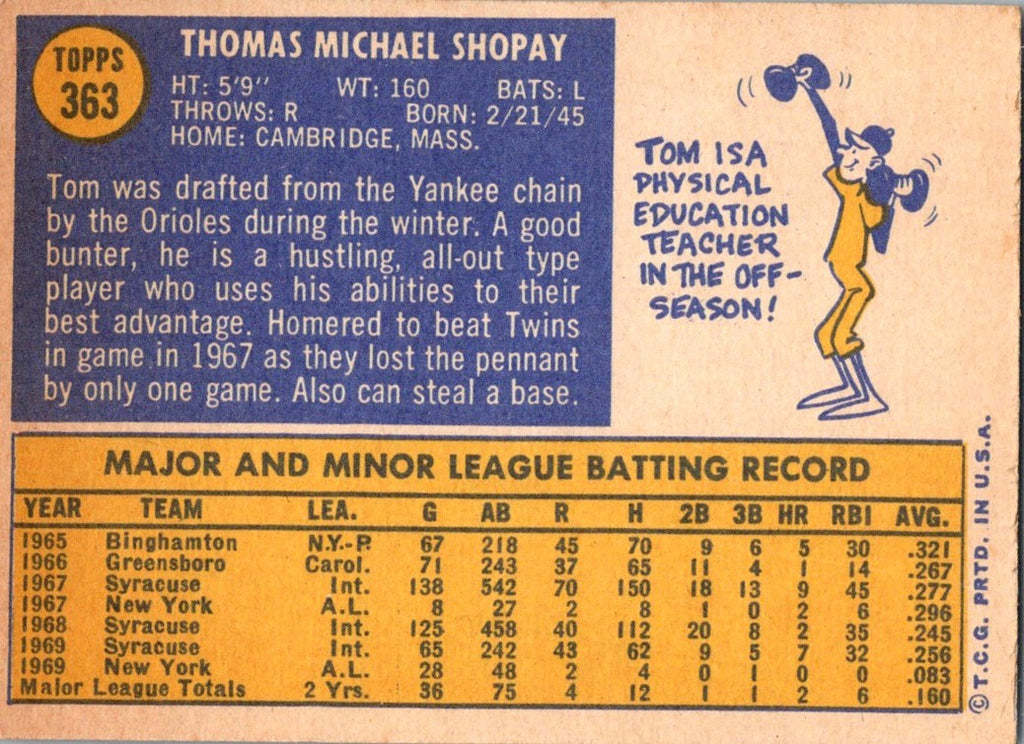 TOPPS
363
THOMAS MICHAEL SHOPAY
HT: 5'9" WT: 160 BATS: L
THROWS: R BORN: 2/21/45
HOME: CAMBRIDGE, MASS.
Tom was drafted from the Yankee chain
by the Orioles during the winter. A good
bunter, he is a hustling, all-out type
player who uses his abilities to their
best advantage. Homered to beat Twins
in game in 1967 as they lost the pennant
by only one game. Also can steal a base.
TOM IS A
PHYSICAL
EDUCATION
TEACHER
IN THE OFF-
SEASON!
MAJOR AND MINOR LEAGUE BATTING RECORD
YEAR TEAM LEA. G AB R H 2B 3B HR RBI AVG.
1965 Binghamton N.Y.-P. 67 218 45 70 9 6 5 30 .321
1966 Greensboro Carol. 71 243 37 65 11 4 1 14 .267
1967 Syracuse Int. 138 542 70 150 18 13 9 45 .277
1967 New York A.L. 8 27 2 8 1 0 2 6 .296
1968 Syracuse Int. 125 458 40 112 20 8 2 35 .245
1969 Syracuse Int. 65 242 43 62 9 5 7 32 .256
1969 New York A.L. 28 48 2 4 0 1 0 0 .083
Major League Totals 2 Yrs. 36 75 4 12 1 1 2 6 .160
© T.C.G. PRTD. IN U.S.A.